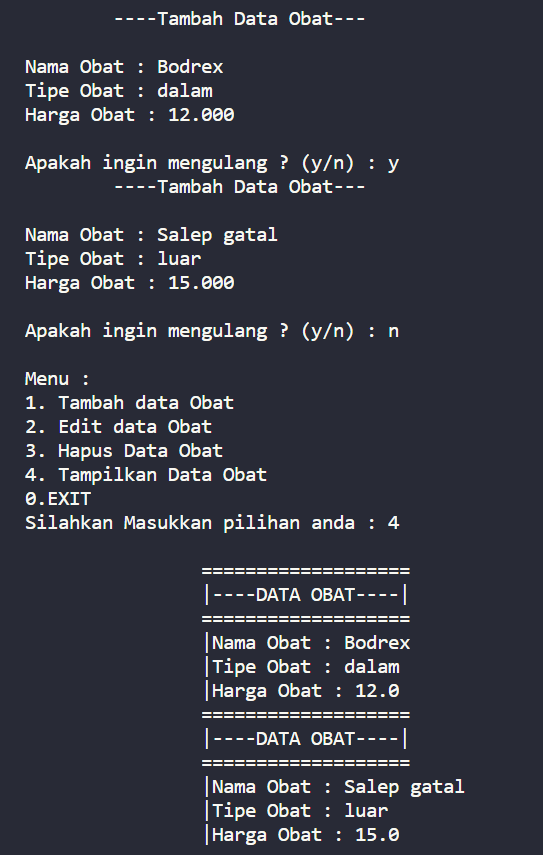 ----Tambah Data Obat---
Nama Obat : Bodrex
Tipe Obat : dalam
Harga Obat : 12.000
Apakah ingin mengulang ? (y/n) : y
----Tambah Data Obat---
Nama Obat : Salep gatal
Tipe Obat : luar
Harga Obat : 15.000
Apakah ingin mengulang ? (y/n) : n
Menu :
1. Tambah data Obat
2. Edit data Obat
3. Hapus Data Obat
4. Tampilkan Data Obat
0.EXIT
Silahkan Masukkan pilihan anda : 4
===================
|----DATA OBAT----|
===================
|Nama Obat : Bodrex
|Tipe Obat : dalam
|Harga Obat : 12.0
===================
|----DATA OBAT----|
===================
|Nama Obat : Salep gatal
|Tipe Obat : luar
|Harga Obat : 15.0